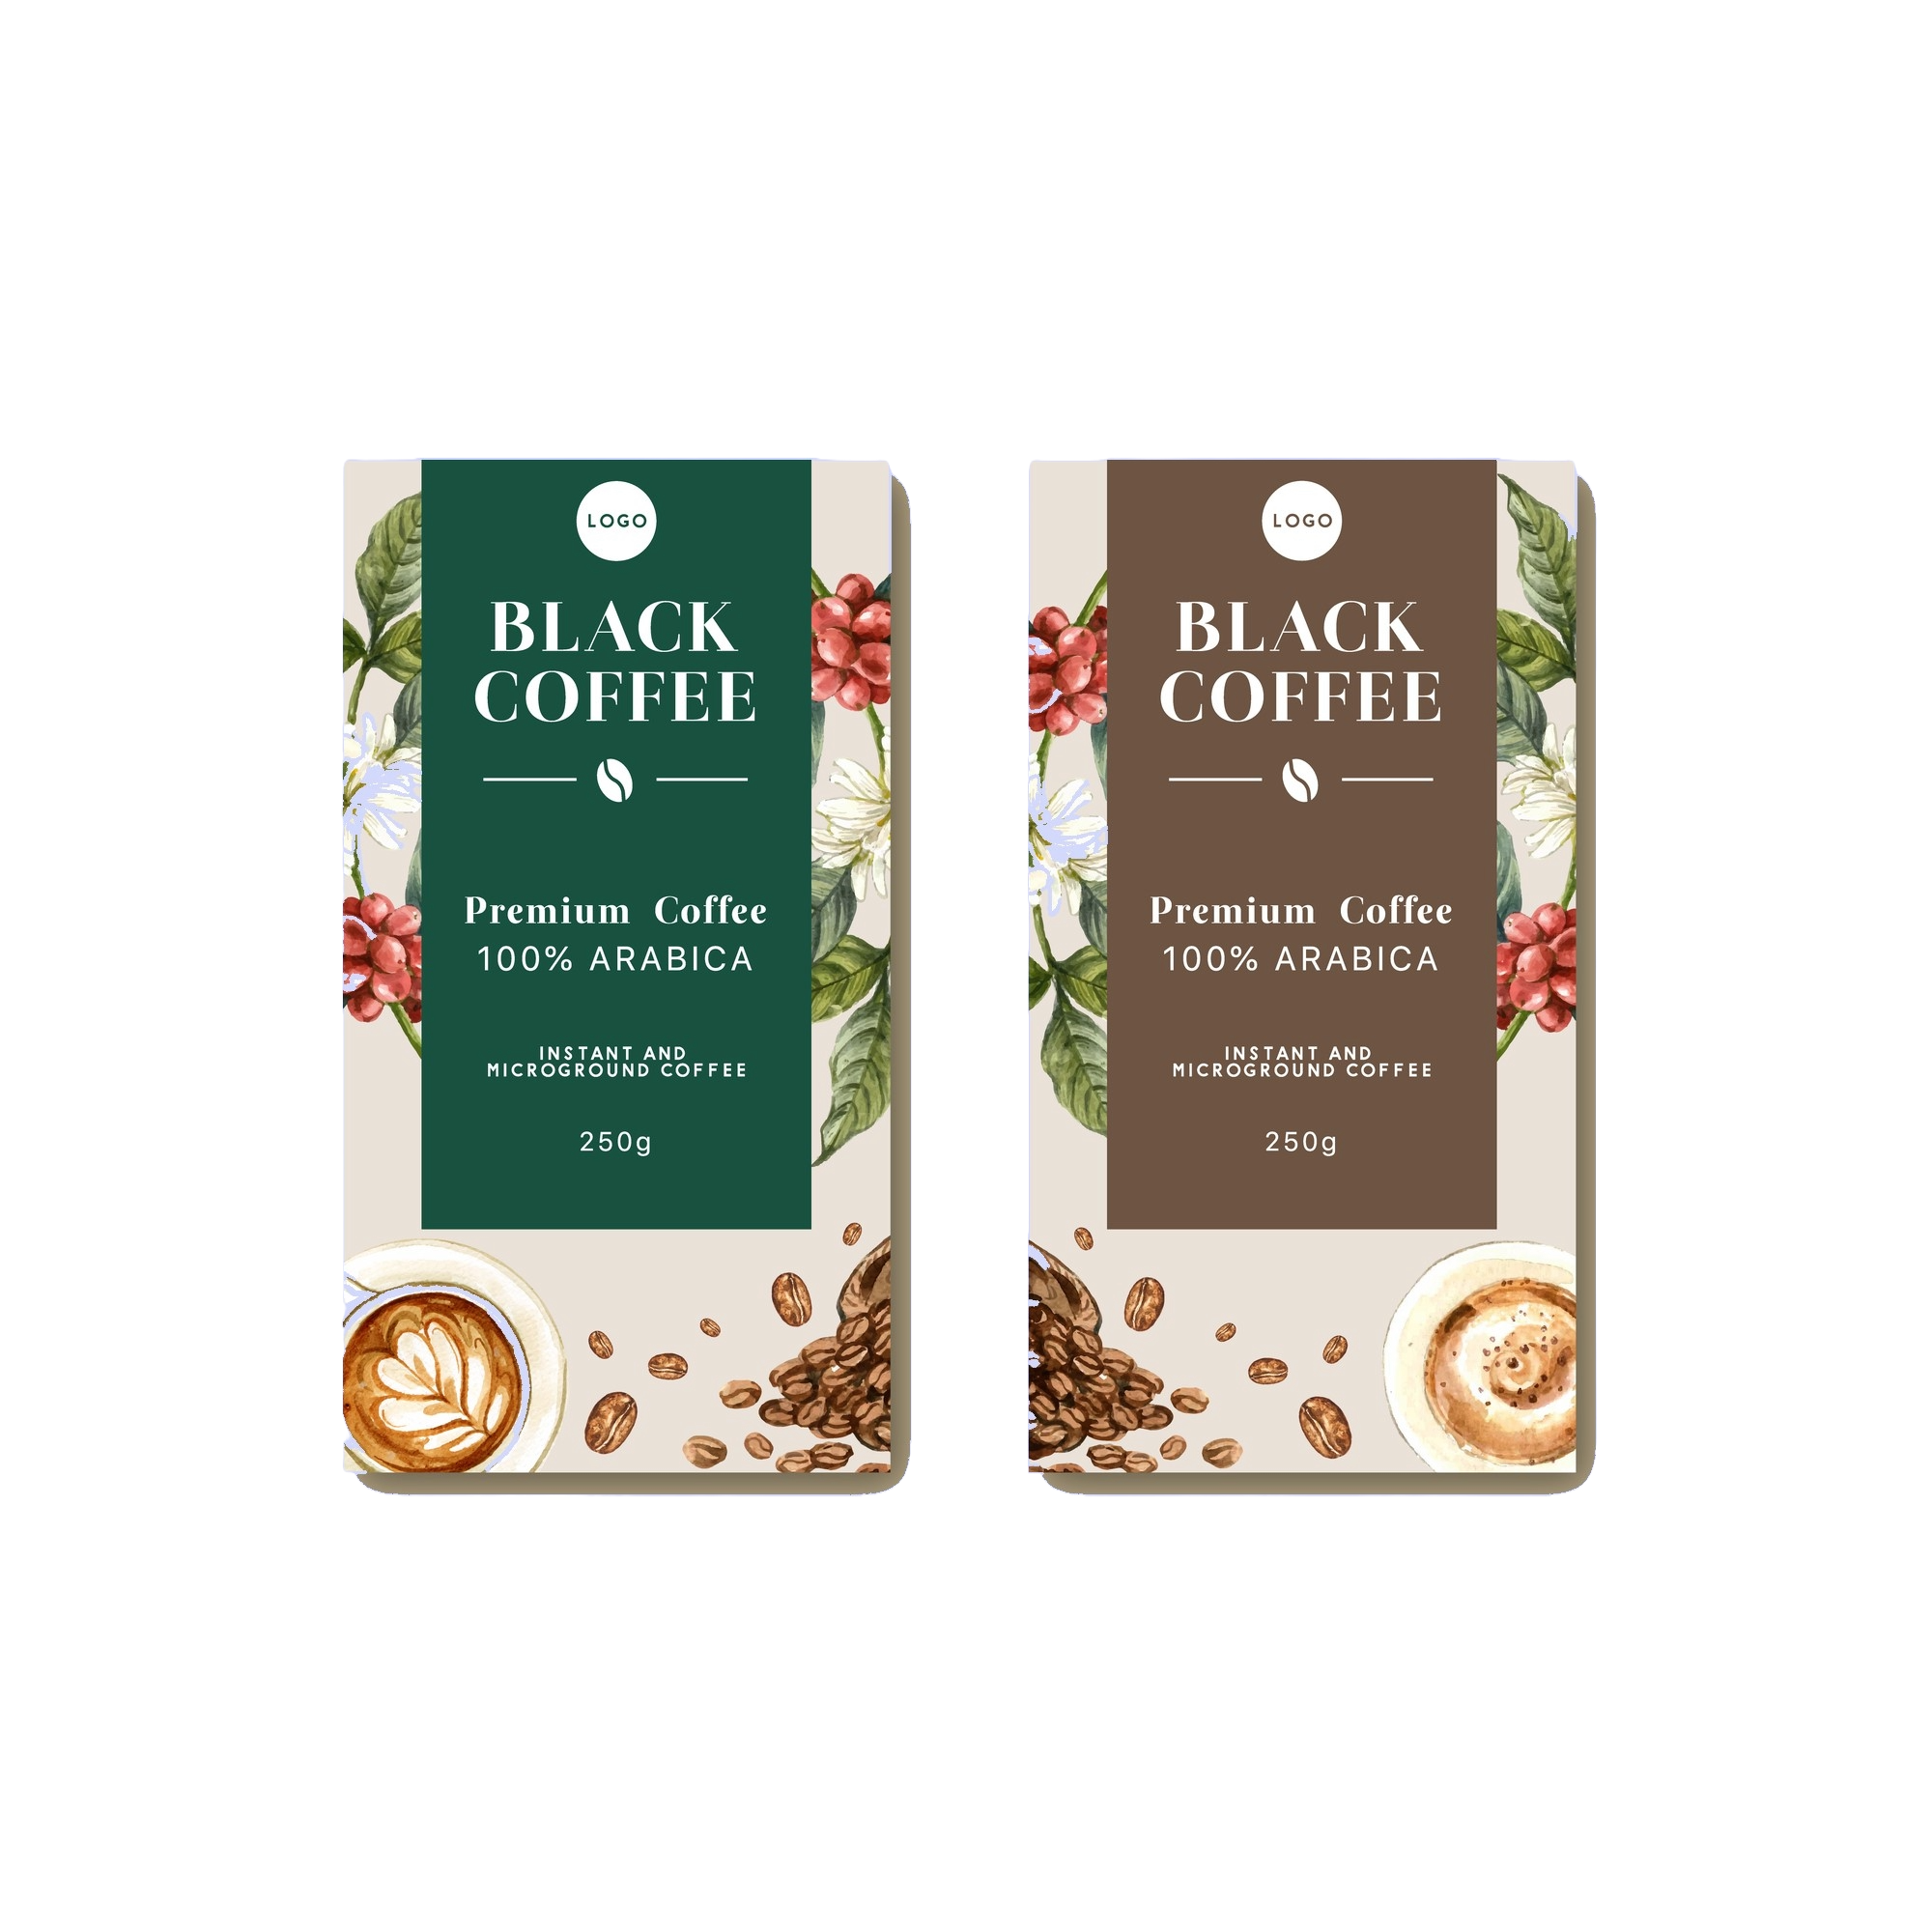 LOGO
BLACK
COFFEE
Premium Coffee
100% ARABICA
INSTANT AND
MICROGROUND COFFEE
250g
LOGO
BLACK
COFFEE
Premium Coffee
100% ARABICA
INSTANT AND
MICROGROUND COFFEE
250g